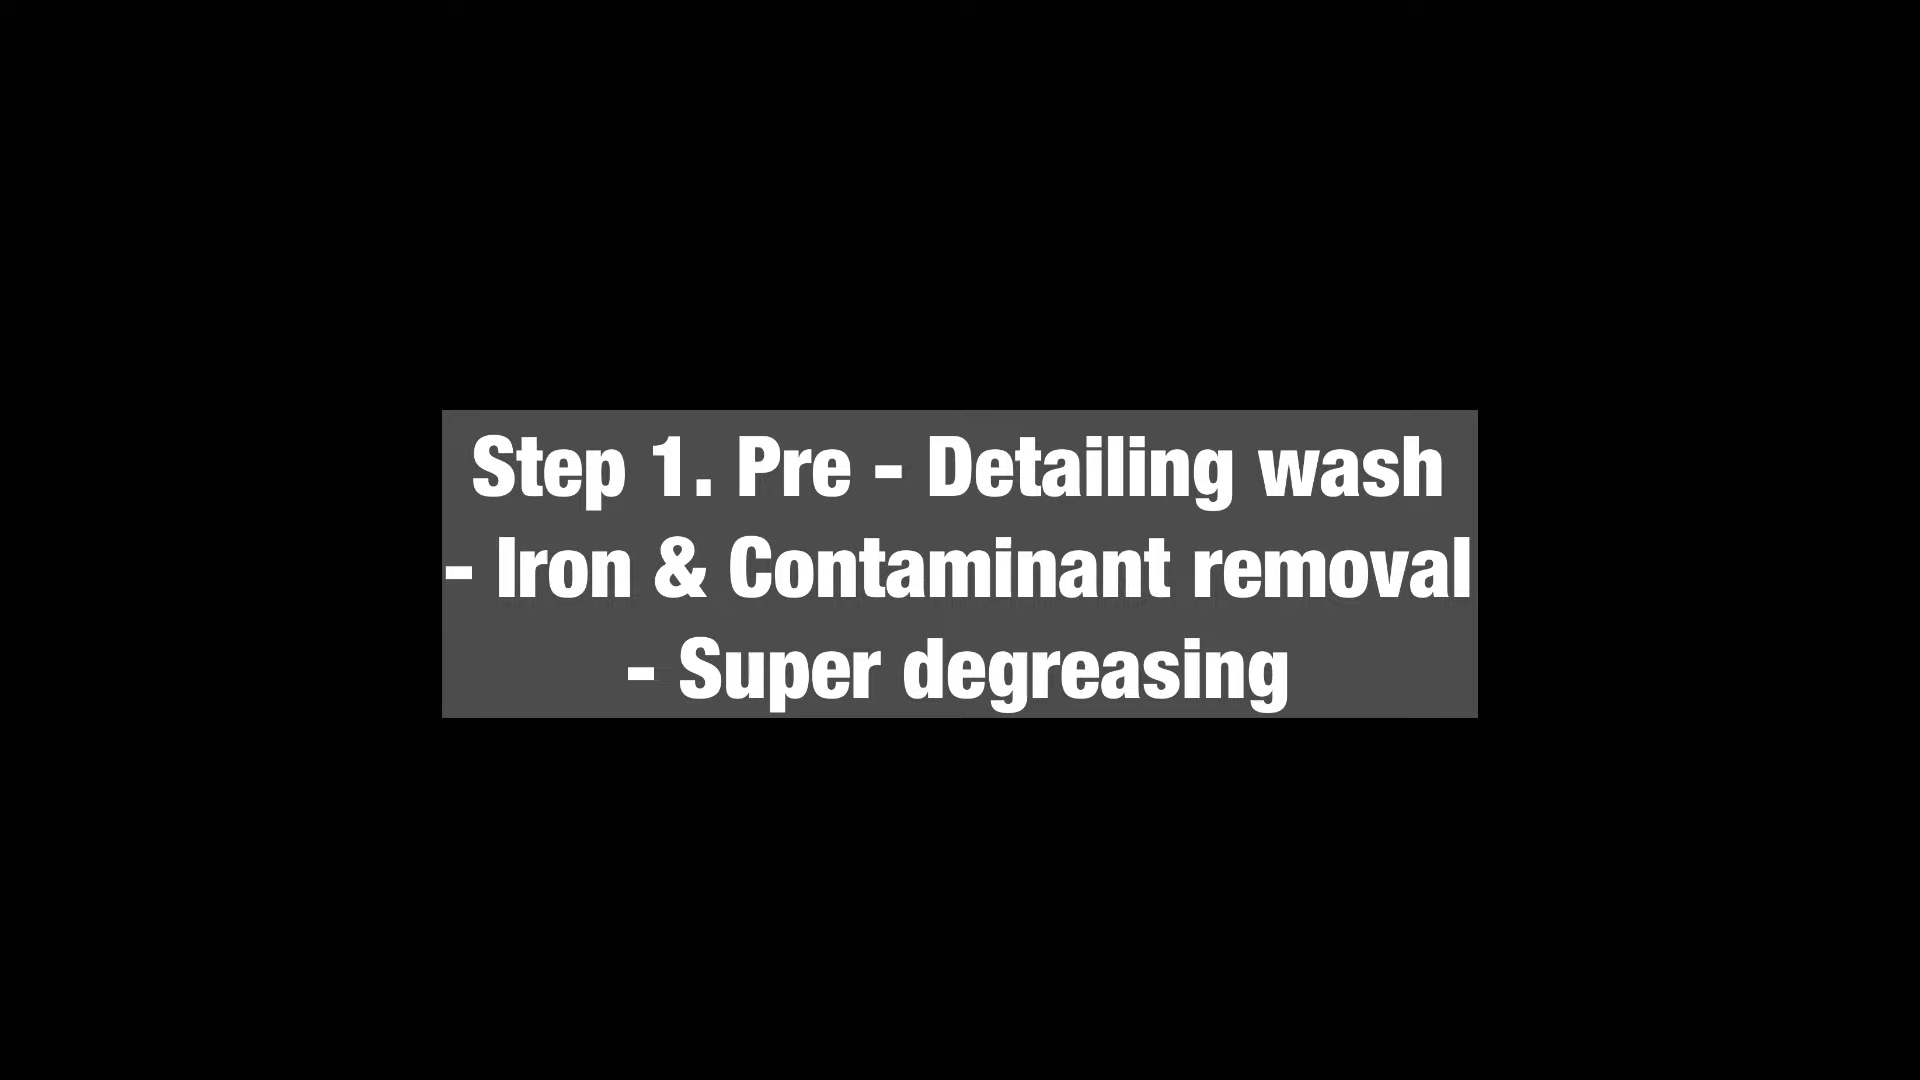 Step 1. Pre - Detailing wash
- Iron & Contaminant removal
- Super degreasing